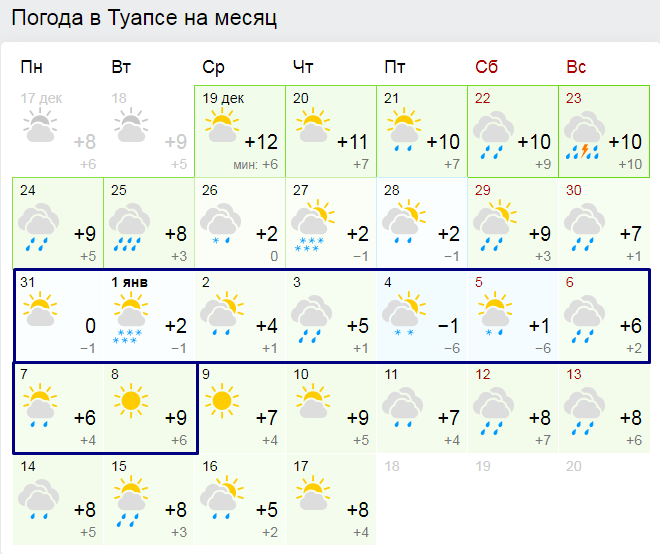 Погода в Туапсе на месяц
Пн Вт Ср Чт Пт Сб Вс
17 дек 18 19 дек 20 21 22 23
+8 +9 +12 +11 +10 +10 +10
+6 +5 мин: +6 +7 +7 +9 +10
24 25 26 27 28 29 30
+9 +8 +2 +2 +2 +9 +7
+5 +3 0 −1 −1 +3 +1
31 1 янв 2 3 4 5 6
0 +2 +4 +5 −1 +1 +6
−1 −1 +1 +1 −6 −6 +2
7 8 9 10 11 12 13
+6 +9 +7 +9 +7 +8 +8
+4 +6 +4 +5 +4 +7 +6
14 15 16 17 18 19 20
+8 +8 +5 +8
+5 +3 +2 +4